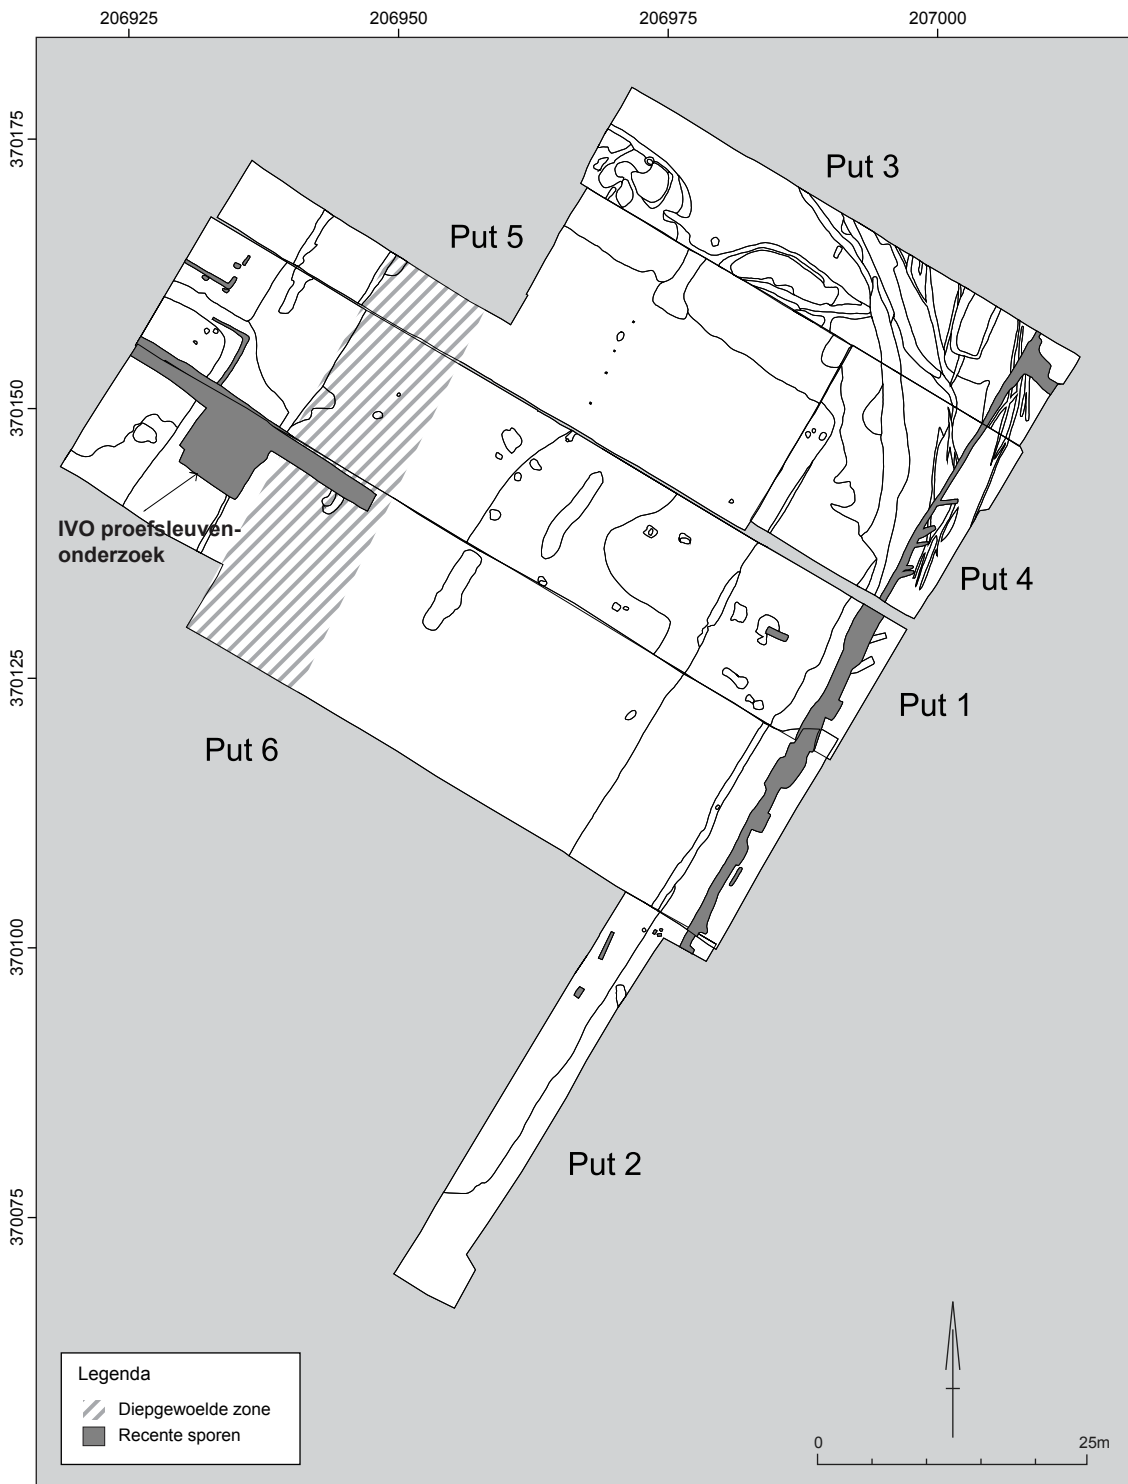 206925
206950
206975
207000
370175
370150
370125
370100
370075
Put 3
Put 5
IVO proefsleuven-
onderzoek
Put 4
Put 1
Put 6
Put 2
Legenda
Diepgewoelde zone
Recente sporen
0
25m